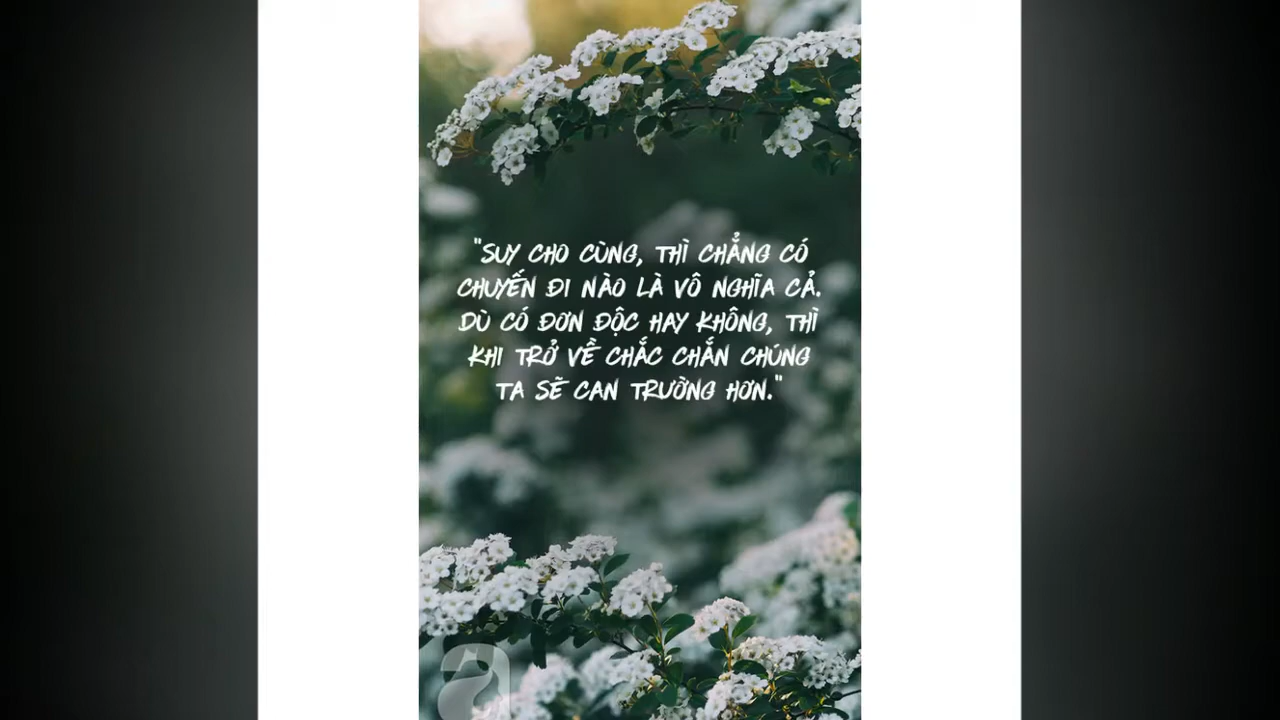 "SUY CHO CÙNG, THÌ CHẲNG CÓ
CHUYẾN ĐI NÀO LÀ VÔ NGHĨA CẢ.
DÙ CÓ ĐƠN ĐỘC HAY KHÔNG, THÌ
KHI TRỞ VỀ CHẮC CHẮN CHÚNG
TA SẼ CAN TRƯỜNG HƠN."